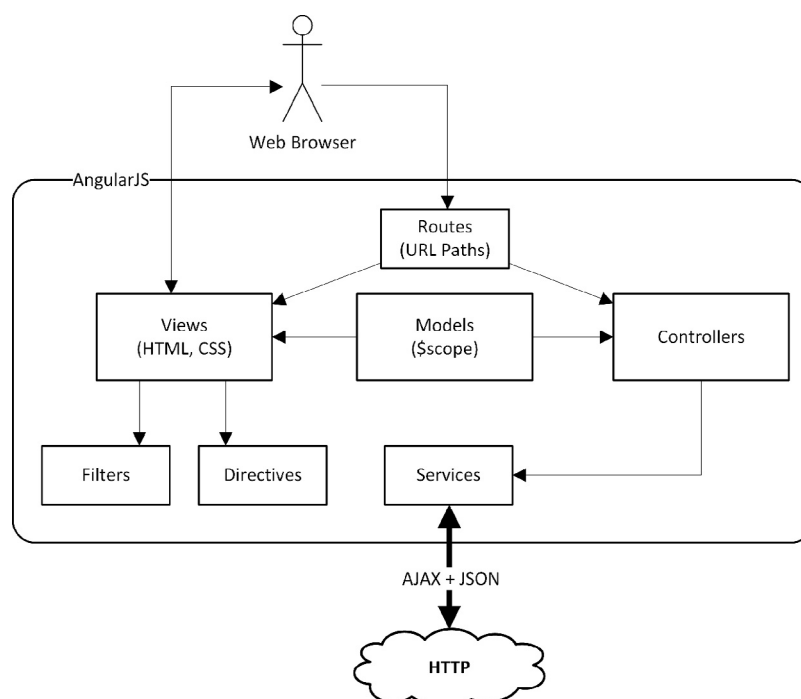 Web Browser
AngularJS
Routes
(URL Paths)
Views
(HTML, CSS)
Models
($scope)
Controllers
Filters
Directives
Services
AJAX + JSON
HTTP